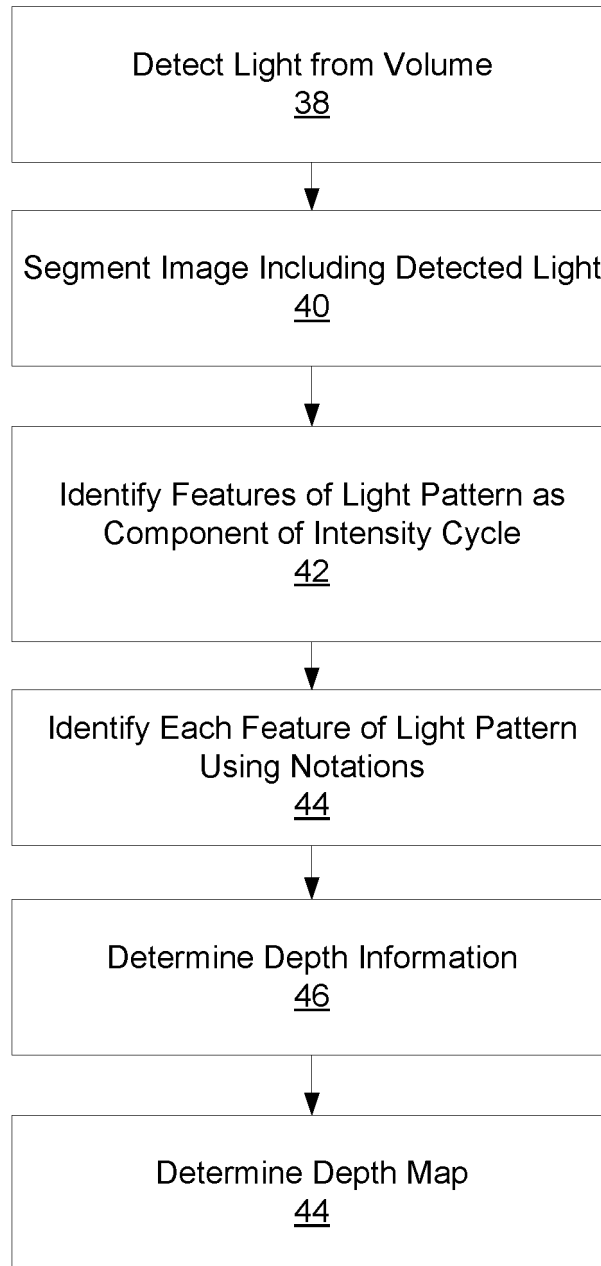 Detect Light from Volume
38
Segment Image Including Detected Light
40
Identify Features of Light Pattern as
Component of Intensity Cycle
42
Identify Each Feature of Light Pattern
Using Notations
44
Determine Depth Information
46
Determine Depth Map
44